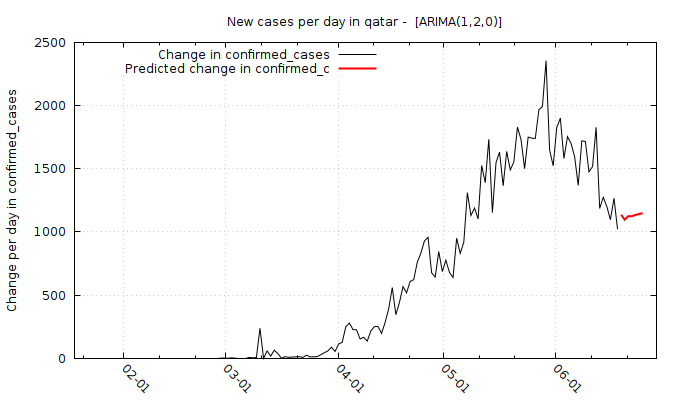 New cases per day in qatar -  [ARIMA(1,2,0)]
Change in confirmed_cases
Predicted change in confirmed_c
Change per day in confirmed_cases
2500
2000
1500
1000
500
0
02-01
03-01
04-01
05-01
06-01